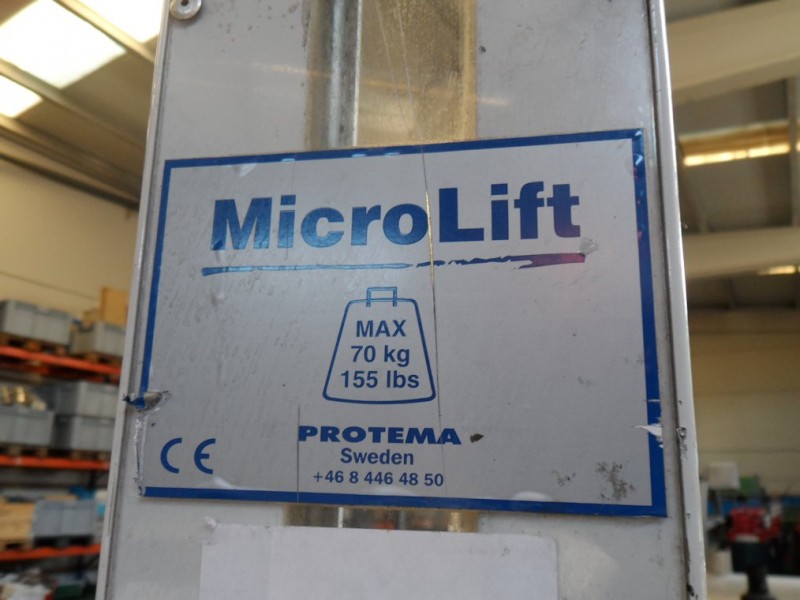 MicroLift
MAX
70 kg
155 lbs
PROTEMA
Sweden
+46 8 446 48 50
CE